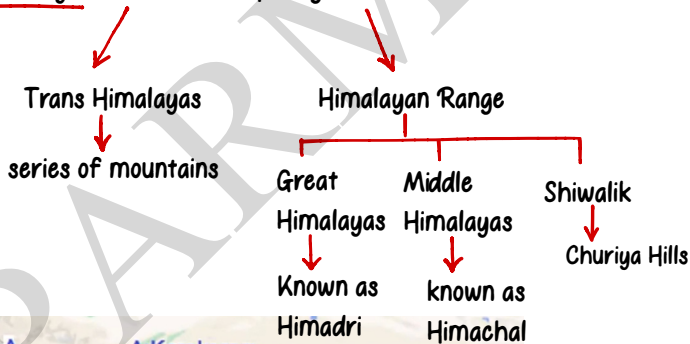 Trans Himalayas
Himalayan Range
series of mountains
Great
Himalayas
Known as
Himadri
Middle
Himalayas
known as
Himachal
Shiwalik
Churiya Hills